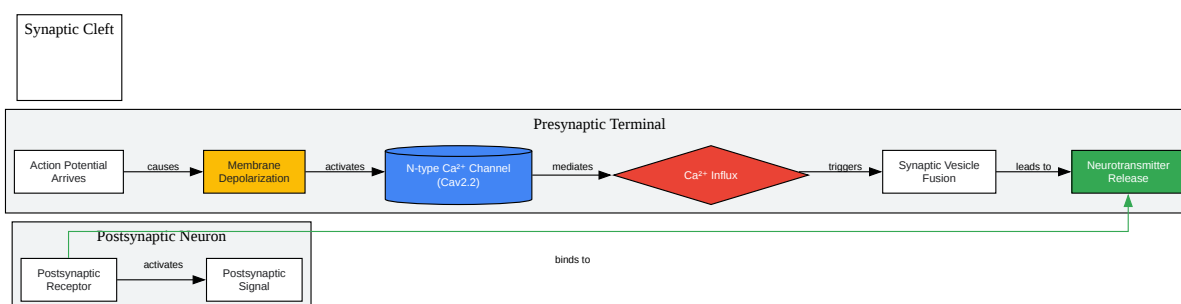 Synaptic Cleft
Presynaptic Terminal
Action Potential
Arrives
causes
Membrane
Depolarization
activates
N-type Ca²⁺ Channel
(Cav2.2)
mediates
Ca²⁺ Influx
triggers
Synaptic Vesicle
Fusion
leads to
Neurotransmitter
Release
Postsynaptic Neuron
Postsynaptic
Receptor
activates
Postsynaptic
Signal
binds to